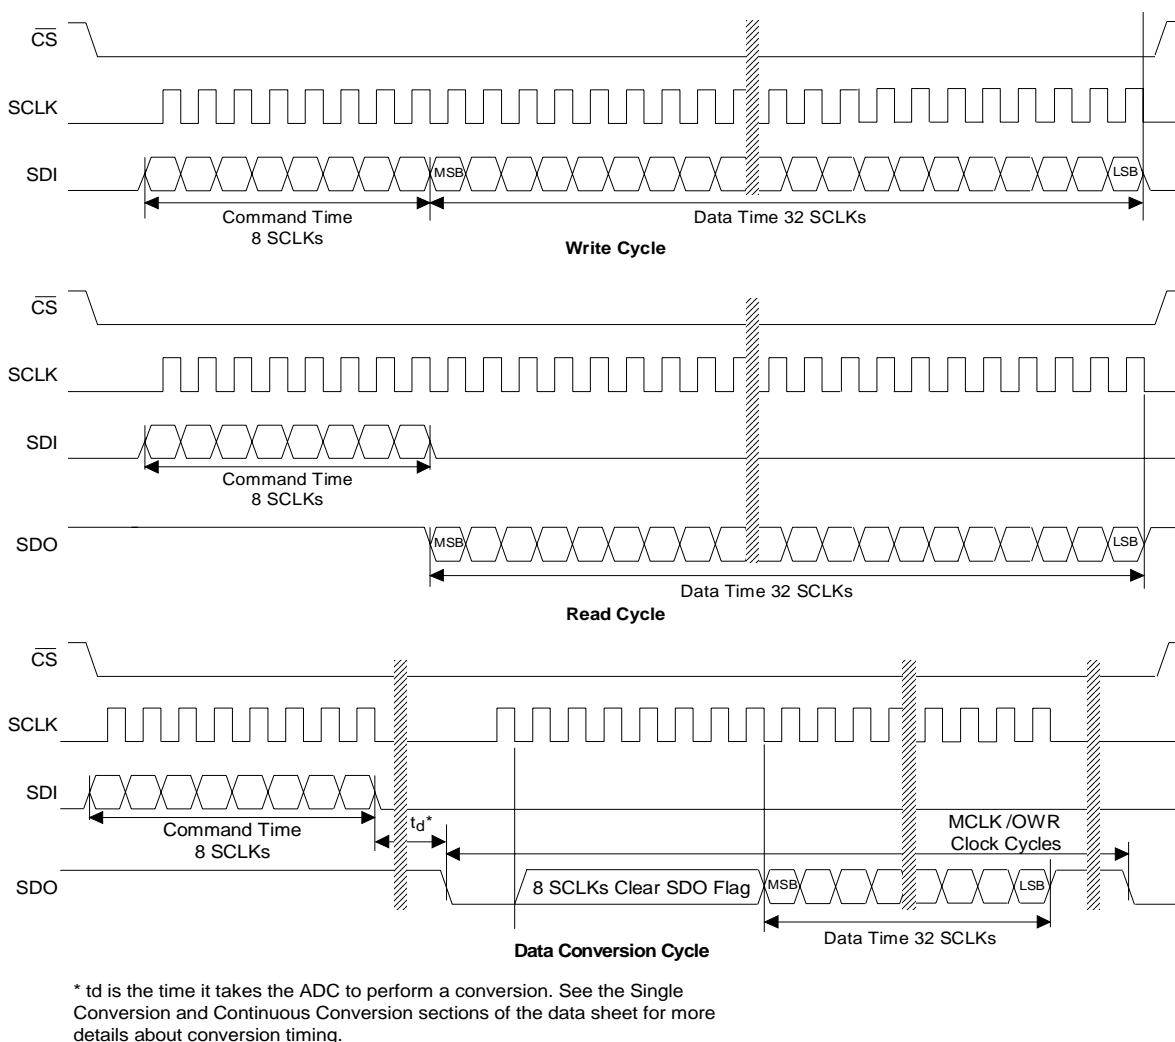 CS
SCLK
SDI
MSB
LSB
Command Time
8 SCLKs
Data Time 32 SCLKs
Write Cycle
CS
SCLK
SDI
Command Time
8 SCLKs
SDO
MSB
LSB
Data Time 32 SCLKs
Read Cycle
CS
SCLK
SDI
Command Time
8 SCLKs
td*
MCLK /OWR
Clock Cycles
SDO
8 SCLKs Clear SDO Flag
MSB
LSB
Data Time 32 SCLKs
Data Conversion Cycle
* td is the time it takes the ADC to perform a conversion. See the Single
Conversion and Continuous Conversion sections of the data sheet for more
details about conversion timing.